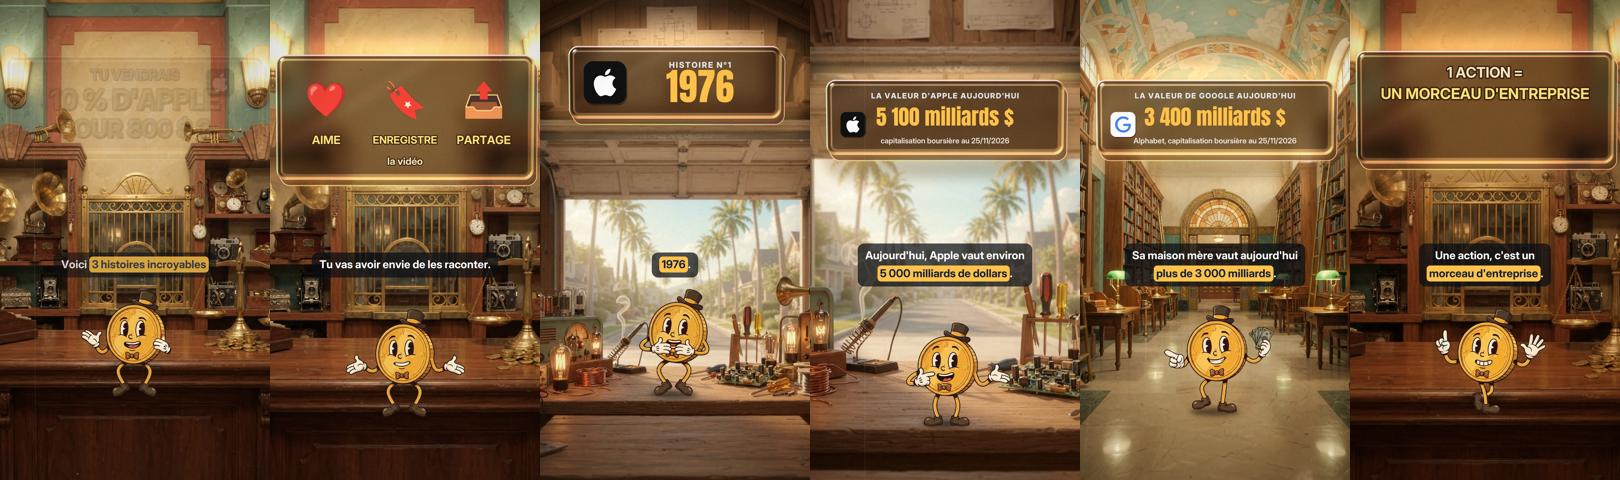 TU VENDRAIS
10 % D'APPLE
POUR 800 $
Voici 3 histoires incroyables
AIME
ENREGISTRE
PARTAGE
la vidéo
Tu vas avoir envie de les raconter.
HISTOIRE N°1
1976
1976.
LA VALEUR D'APPLE AUJOURD'HUI
5 100 milliards $
capitalisation boursière au 25/11/2026
Aujourd'hui, Apple vaut environ
5 000 milliards de dollars.
LA VALEUR DE GOOGLE AUJOURD'HUI
3 400 milliards $
Alphabet, capitalisation boursière au 25/11/2026
Sa maison mère vaut aujourd'hui
plus de 3 000 milliards.
1 ACTION =
UN MORCEAU D'ENTREPRISE
Une action, c'est un
morceau d'entreprise.